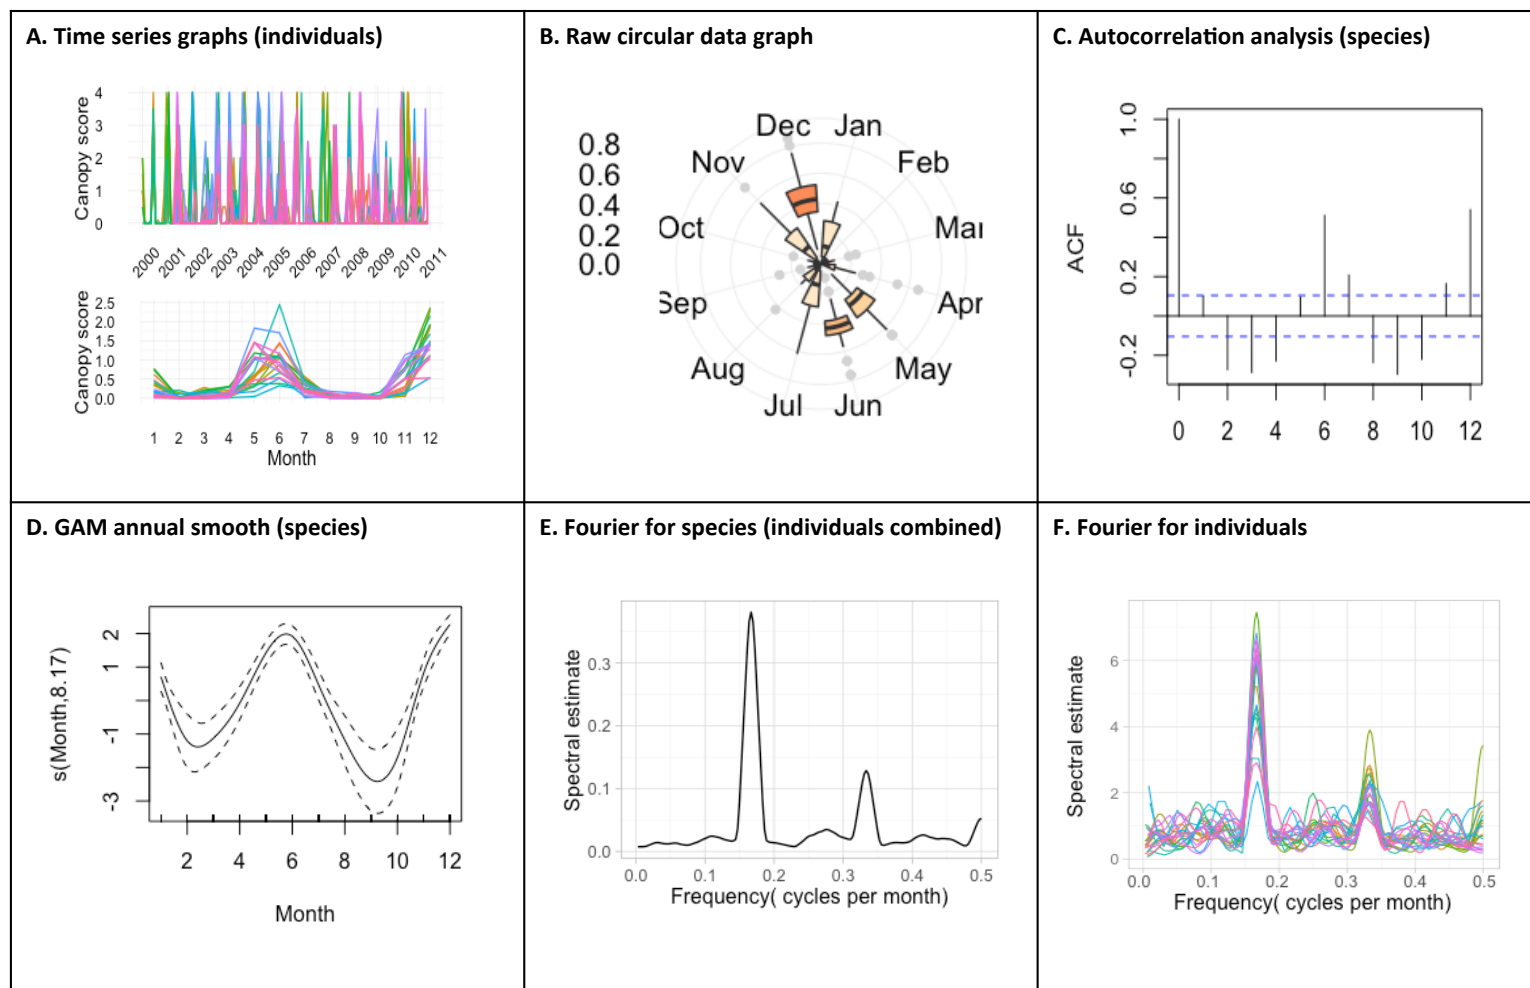 A. Time series graphs (individuals)
Canopy score
4
3
2
1
0
2000 2001 2002 2003 2004 2005 2006 2007 2008 2009 2010 2011
Canopy score
2.5
2.0
1.5
1.0
0.5
0.0
1 2 3 4 5 6 7 8 9 10 11 12
Month
B. Raw circular data graph
0.8
0.6
0.4
0.2
0.0
Dec Jan
Nov Feb
Oct Mar
Sep Apr
Aug May
Jul Jun
C. Autocorrelation analysis (species)
ACF
1.0
0.6
0.2
-0.2
0 2 4 6 8 10 12
D. GAM annual smooth (species)
s(Month,8.17)
2
1
-1
-3
2 4 6 8 10 12
Month
E. Fourier for species (individuals combined)
Spectral estimate
0.3
0.2
0.1
0.0
0.0 0.1 0.2 0.3 0.4 0.5
Frequency( cycles per month)
F. Fourier for individuals
Spectral estimate
6
4
2
0
0.0 0.1 0.2 0.3 0.4 0.5
Frequency( cycles per month)